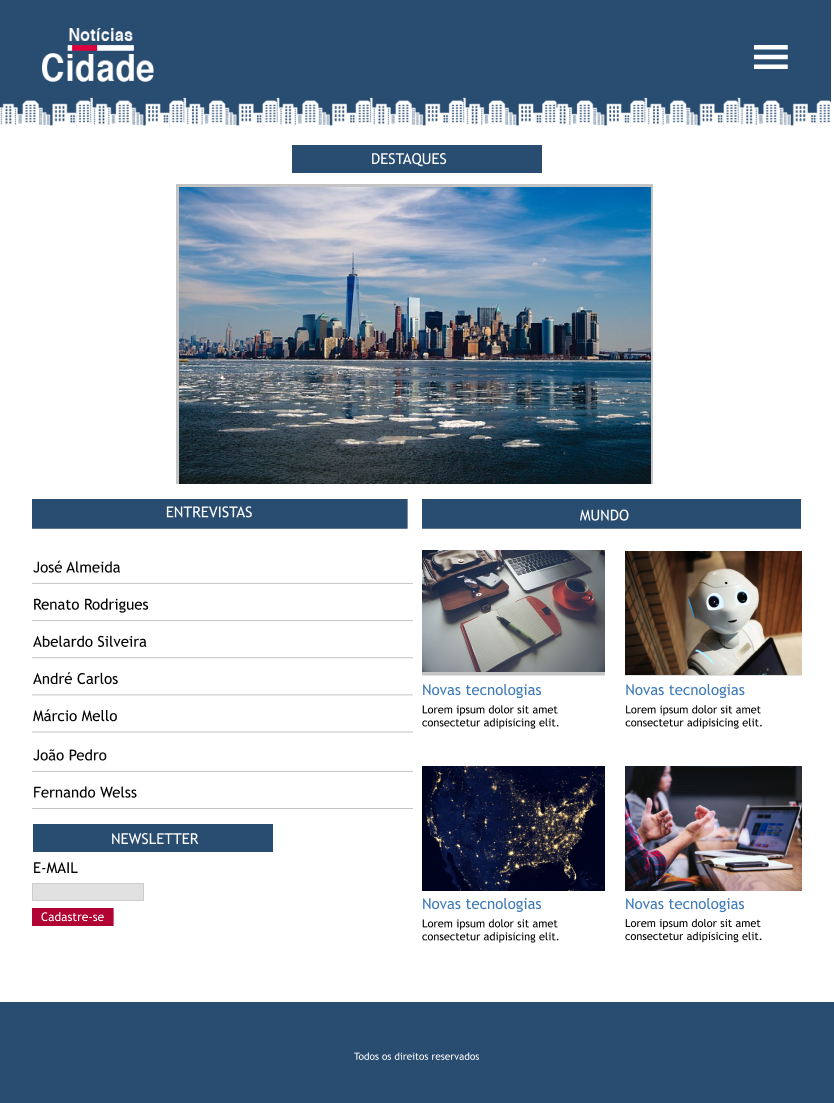 Notícias
Cidade
DESTAQUES
ENTREVISTAS
José Almeida
Renato Rodrigues
Abelardo Silveira
André Carlos
Márcio Mello
João Pedro
Fernando Welss
NEWSLETTER
E-MAIL
Cadastre-se
MUNDO
Novas tecnologias
Lorem ipsum dolor sit amet
consectetur adipisicing elit.
Novas tecnologias
Lorem ipsum dolor sit amet
consectetur adipisicing elit.
Novas tecnologias
Lorem ipsum dolor sit amet
consectetur adipisicing elit.
Novas tecnologias
Lorem ipsum dolor sit amet
consectetur adipisicing elit.
Todos os direitos reservados